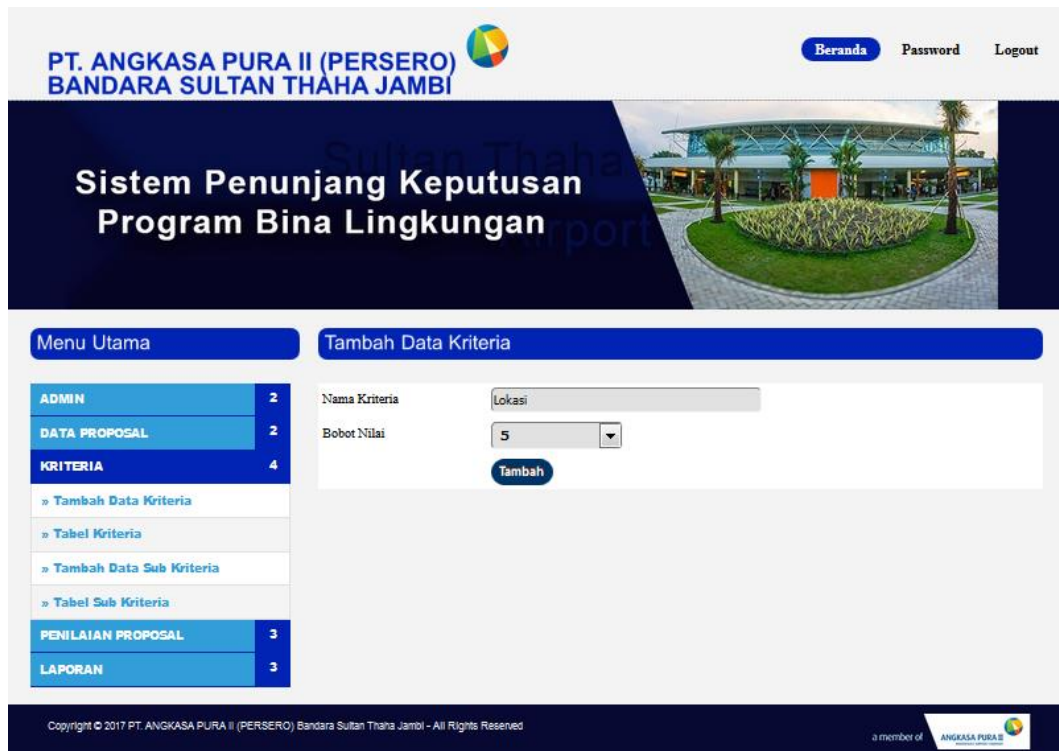 PT. ANGKASA PURA II (PERSERO)
BANDARA SULTAN THAHA JAMBI
Beranda Password Logout
Sultan Thaha
Airport
Sistem Penunjang Keputusan
Program Bina Lingkungan
Menu Utama
ADMIN 2
DATA PROPOSAL 2
KRITERIA 4
» Tambah Data Kriteria
» Tabel Kriteria
» Tambah Data Sub Kriteria
» Tabel Sub Kriteria
PENILAIAN PROPOSAL 3
LAPORAN 3
Tambah Data Kriteria
Nama Kriteria Lokasi
Bobot Nilai 5
Tambah
Copyright © 2017 PT. ANGKASA PURA II (PERSERO) Bandara Sultan Thaha Jambi - All Rights Reserved
a member of ANGKASA PURA II